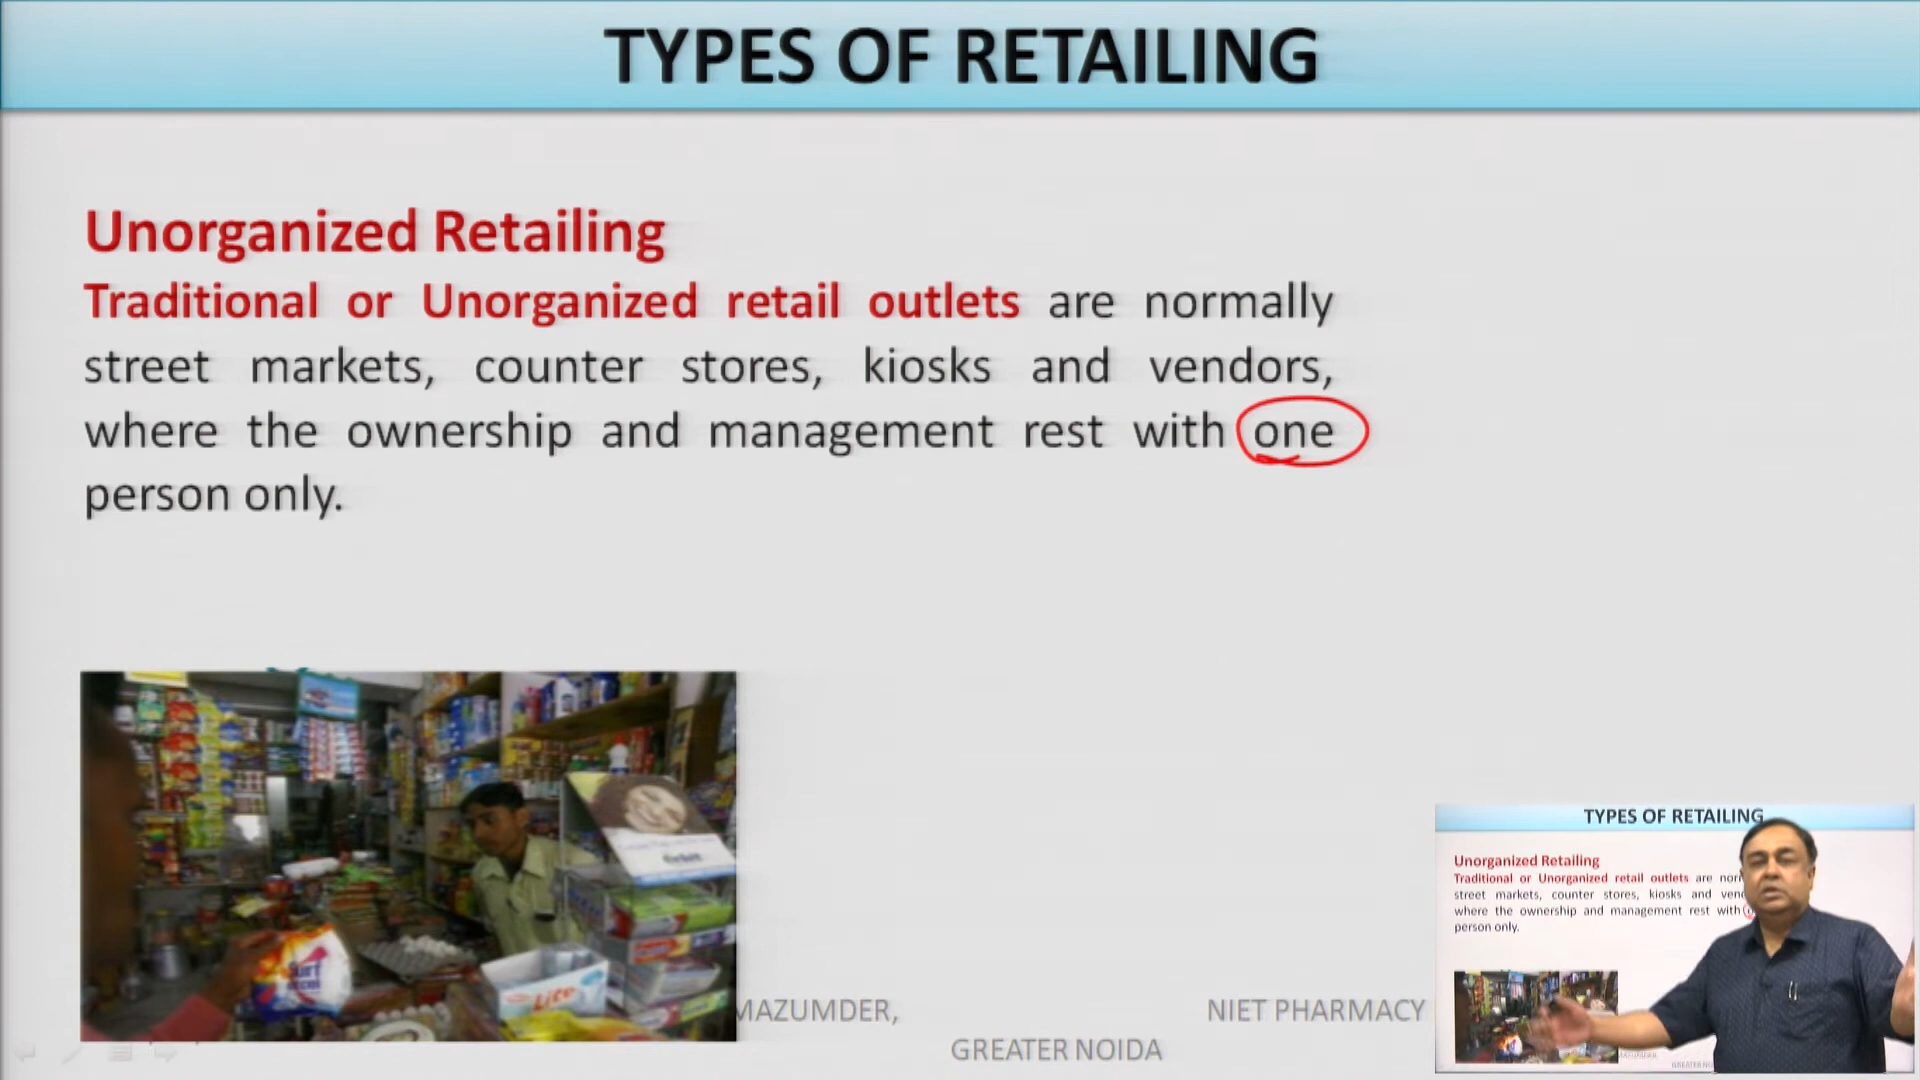 TYPES OF RETAILING
Unorganized Retailing
Traditional or Unorganized retail outlets are normally
street markets, counter stores, kiosks and vendors,
where the ownership and management rest with one
person only.
Lite
MAZUMDER,
NIET PHARMACY
GREATER NOIDA
TYPES OF RETAILING
Unorganized Retailing
Traditional or Unorganized retail outlets are nor
street markets, counter stores, kiosks and ven
where the ownership and management rest with
person only.